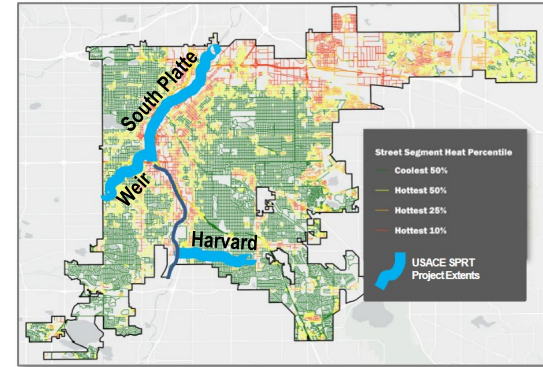 South Platte
Weir
Harvard
Street Segment Heat Percentile
Coolest 50%
Hottest 50%
Hottest 25%
Hottest 10%
USACE SPRT
Project Extents